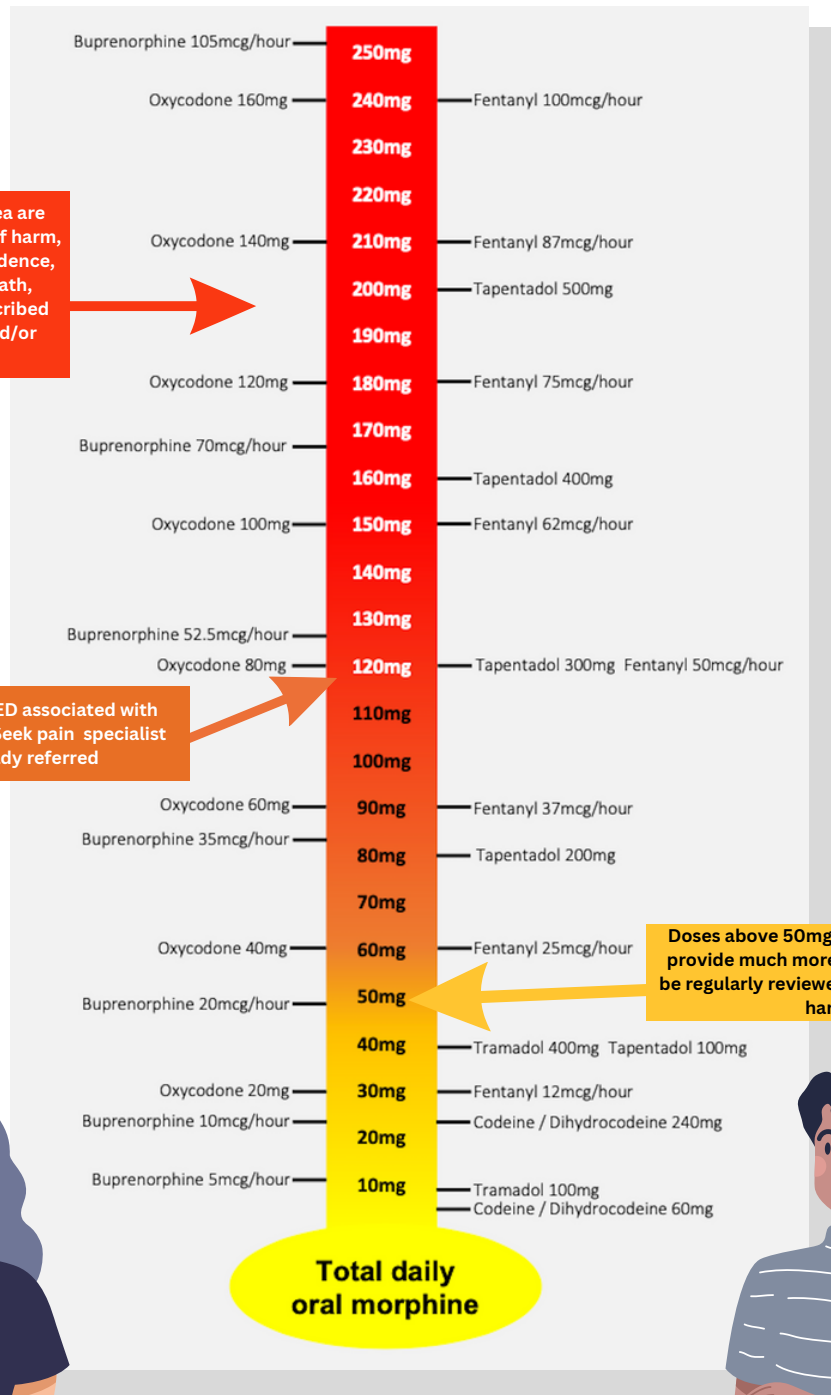 Buprenorphine 105mcg/hour
250mg
Oxycodone 160mg
240mg
Fentanyl 100mcg/hour
230mg
220mg
ea are
f harm,
dence,
ath,
cribed
d/or
Oxycodone 140mg
210mg
Fentanyl 87mcg/hour
200mg
Tapentadol 500mg
190mg
Oxycodone 120mg
180mg
Fentanyl 75mcg/hour
170mg
Buprenorphine 70mcg/hour
160mg
Tapentadol 400mg
Oxycodone 100mg
150mg
Fentanyl 62mcg/hour
140mg
130mg
Buprenorphine 52.5mcg/hour
Oxycodone 80mg
120mg
Tapentadol 300mg Fentanyl 50mcg/hour
ED associated with
Seek pain specialist
dy referred
110mg
100mg
Oxycodone 60mg
90mg
Fentanyl 37mcg/hour
Buprenorphine 35mcg/hour
80mg
Tapentadol 200mg
70mg
Oxycodone 40mg
60mg
Fentanyl 25mcg/hour
Doses above 50mg
provide much more
be regularly reviewe
har
50mg
Buprenorphine 20mcg/hour
40mg
Tramadol 400mg Tapentadol 100mg
Oxycodone 20mg
30mg
Fentanyl 12mcg/hour
Buprenorphine 10mcg/hour
Codeine / Dihydrocodeine 240mg
20mg
Buprenorphine 5mcg/hour
10mg
Tramadol 100mg
Codeine / Dihydrocodeine 60mg
Total daily
oral morphine